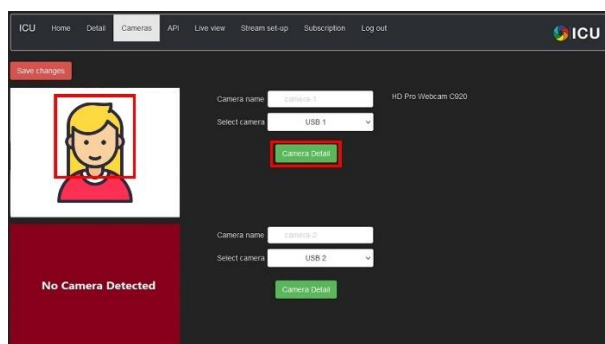 ICU Home Detail Cameras API Live view Stream set-up Subscription Log out
ICU
Save changes
Camera name camera-1 HD Pro Webcam C920
Select camera USB 1
Camera Detail
Camera name camera-2
Select camera USB 2
No Camera Detected
Camera Detail